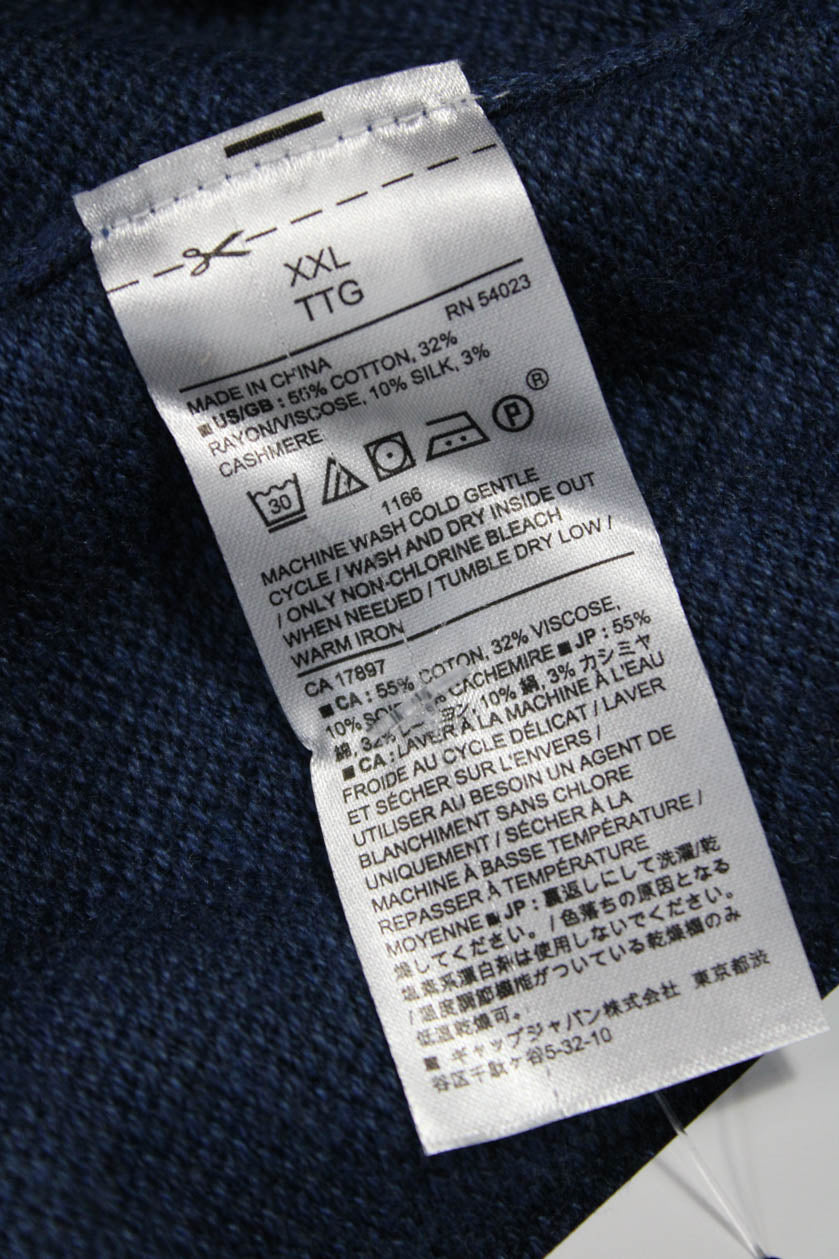 XXL
TTG
RN 54023
MADE IN CHINA
■ US/GB : 55% COTTON, 32%
RAYON/VISCOSE, 10% SILK, 3%
CASHMERE
30
P
®
1166
MACHINE WASH COLD GENTLE
CYCLE / WASH AND DRY INSIDE OUT
/ ONLY NON-CHLORINE BLEACH
WHEN NEEDED / TUMBLE DRY LOW /
WARM IRON
CA 17897
■ CA : 55% COTON, 32% VISCOSE,
10% CACHEMIRE ■ JP : 55%
綿, 32% 10% 絹, 3% カシミヤ
■ CA : LAVER À LA MACHINE À L'EAU
FROIDE AU CYCLE DÉLICAT / LAVER
ET SÉCHER SUR L'ENVERS /
UTILISER AU BESOIN UN AGENT DE
BLANCHIMENT SANS CHLORE
UNIQUEMENT / SÉCHER À LA
MACHINE À BASSE TEMPÉRATURE /
REPASSER À TEMPÉRATURE
MOYENNE ■ JP : 裏返しにして洗濯/乾
燥してください。/ 色落ちの原因となる
塩素系漂白剤は使用しないでください。
/ 温度調節機能がついている乾燥機のみ
低温乾燥可。
■ ギャップジャパン株式会社 東京都渋
谷区千駄ヶ谷5-32-10